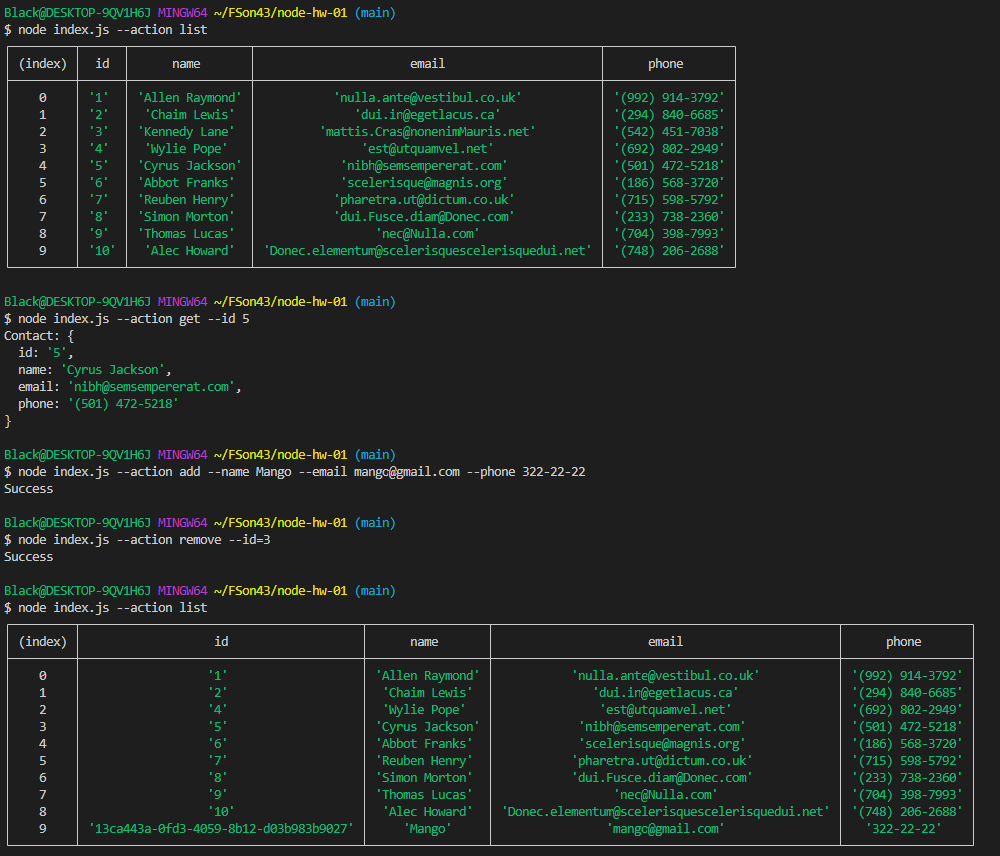 Black@DESKTOP-9QV1H6J MINGW64 ~/FSon43/node-hw-01 (main)
$ node index.js --action list
(index) id name email phone
0 '1' 'Allen Raymond' 'nulla.ante@vestibul.co.uk' '(992) 914-3792'
1 '2' 'Chaim Lewis' 'dui.in@egetlacus.ca' '(294) 840-6685'
2 '3' 'Kennedy Lane' 'mattis.Cras@nonenimMauris.net' '(542) 451-7038'
3 '4' 'Wylie Pope' 'est@utquamvel.net' '(692) 802-2949'
4 '5' 'Cyrus Jackson' 'nibh@semsempererat.com' '(501) 472-5218'
5 '6' 'Abbot Franks' 'scelerisque@magnis.org' '(186) 568-3720'
6 '7' 'Reuben Henry' 'pharetra.ut@dictum.co.uk' '(715) 598-5792'
7 '8' 'Simon Morton' 'dui.Fusce.diam@Donec.com' '(233) 738-2360'
8 '9' 'Thomas Lucas' 'nec@Nulla.com' '(704) 398-7993'
9 '10' 'Alec Howard' 'Donec.elementum@scelerisquescelerisquedui.net' '(748) 206-2688'
Black@DESKTOP-9QV1H6J MINGW64 ~/FSon43/node-hw-01 (main)
$ node index.js --action get --id 5
Contact: {
  id: '5',
  name: 'Cyrus Jackson',
  email: 'nibh@semsempererat.com',
  phone: '(501) 472-5218'
}
Black@DESKTOP-9QV1H6J MINGW64 ~/FSon43/node-hw-01 (main)
$ node index.js --action add --name Mango --email mango@gmail.com --phone 322-22-22
Success
Black@DESKTOP-9QV1H6J MINGW64 ~/FSon43/node-hw-01 (main)
$ node index.js --action remove --id=3
Success
Black@DESKTOP-9QV1H6J MINGW64 ~/FSon43/node-hw-01 (main)
$ node index.js --action list
(index) id name email phone
0 '1' 'Allen Raymond' 'nulla.ante@vestibul.co.uk' '(992) 914-3792'
1 '2' 'Chaim Lewis' 'dui.in@egetlacus.ca' '(294) 840-6685'
2 '4' 'Wylie Pope' 'est@utquamvel.net' '(692) 802-2949'
3 '5' 'Cyrus Jackson' 'nibh@semsempererat.com' '(501) 472-5218'
4 '6' 'Abbot Franks' 'scelerisque@magnis.org' '(186) 568-3720'
5 '7' 'Reuben Henry' 'pharetra.ut@dictum.co.uk' '(715) 598-5792'
6 '8' 'Simon Morton' 'dui.Fusce.diam@Donec.com' '(233) 738-2360'
7 '9' 'Thomas Lucas' 'nec@Nulla.com' '(704) 398-7993'
8 '10' 'Alec Howard' 'Donec.elementum@scelerisquescelerisquedui.net' '(748) 206-2688'
9 '13ca443a-0fd3-4059-8b12-d03b983b9027' 'Mango' 'mango@gmail.com' '322-22-22'